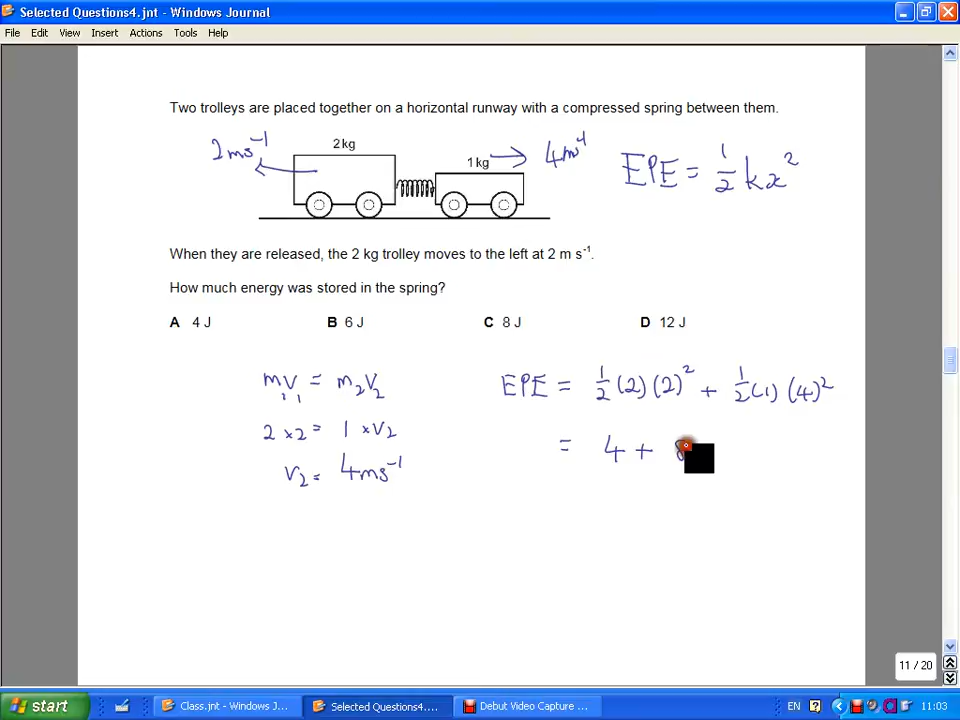 Selected Questions4.jnt - Windows Journal
File Edit View Insert Actions Tools Help
Two trolleys are placed together on a horizontal runway with a compressed spring between them.
2ms⁻¹ 2 kg 1 kg 4ms⁻¹ EPE = 1/2 kx²
When they are released, the 2 kg trolley moves to the left at 2 m s⁻¹.
How much energy was stored in the spring?
A 4 J B 6 J C 8 J D 12 J
m₁v₁ = m₂v₂ EPE = 1/2 (2)(2)² + 1/2 (1)(4)²
2 × 2 = 1 × v₂
= 4 + 8
v₂ = 4ms⁻¹
11 / 20
start Class.jnt - Windows J... Selected Questions4.... Debut Video Capture ... EN 11:03